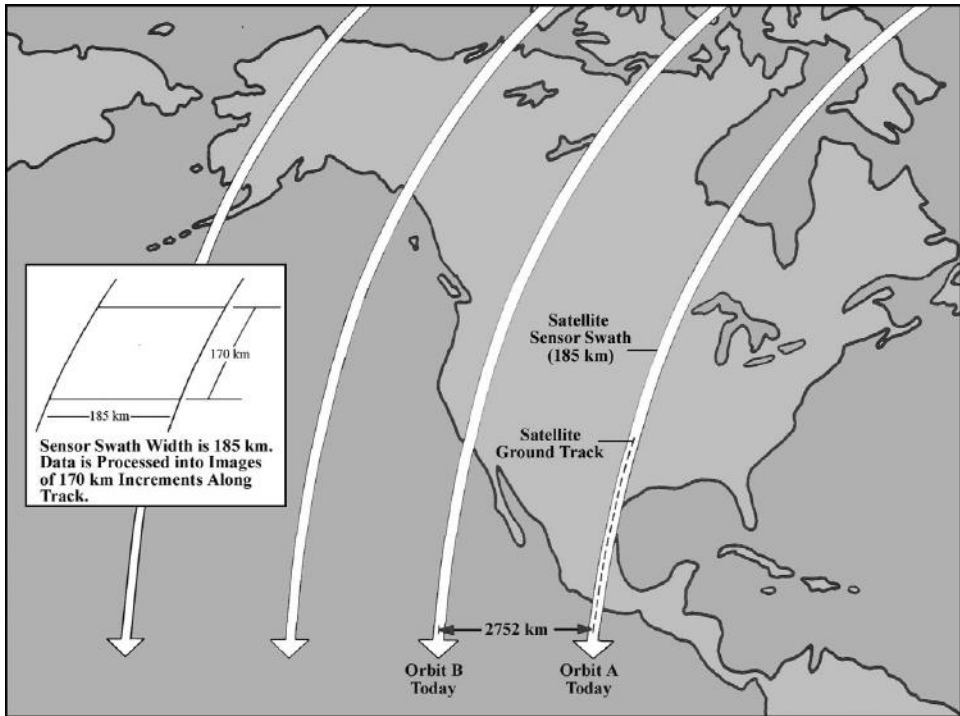 Satellite
Sensor Swath
(185 km)
170 km
185 km
Sensor Swath Width is 185 km.
Data is Processed into Images
of 170 km Increments Along
Track.
Satellite
Ground Track
2752 km
Orbit B
Today
Orbit A
Today